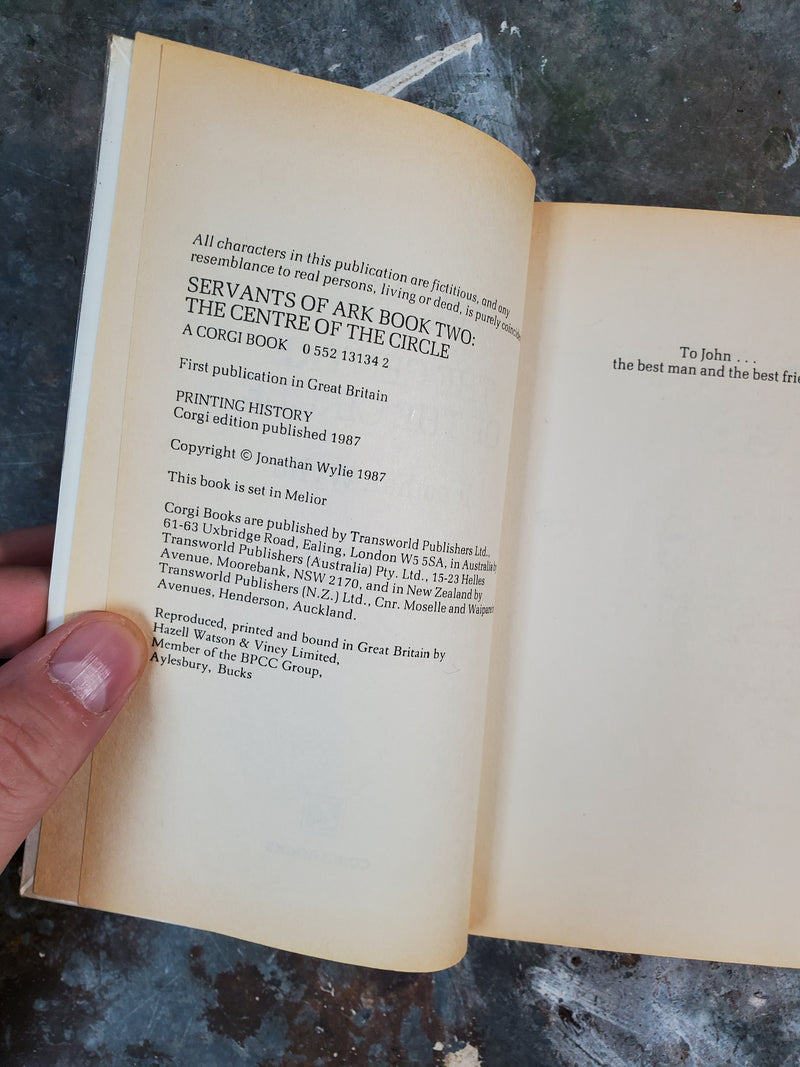 All characters in this publication are fictitious, and any
resemblance to real persons, living or dead, is purely
SERVANTS OF ARK BOOK TWO:
THE CENTRE OF THE CIRCLE
A CORGI BOOK 0 552 13134 2
First publication in Great Britain
PRINTING HISTORY
Corgi edition published 1987
Copyright © Jonathan Wylie 1987
This book is set in Melior
Corgi Books are published by Transworld Publishers Ltd.,
61-63 Uxbridge Road, Ealing, London W5 5SA, in Australia by
Transworld Publishers (Australia) Pty. Ltd., 15-23 Helles
Avenue, Moorebank, NSW 2170, and in New Zealand by
Transworld Publishers (N.Z.) Ltd., Cnr. Moselle and
Avenues, Henderson, Auckland.
Reproduced, printed and bound in Great Britain by
Hazell Watson & Viney Limited,
Member of the BPCC Group,
Aylesbury, Bucks
To John . . .
the best man and the best